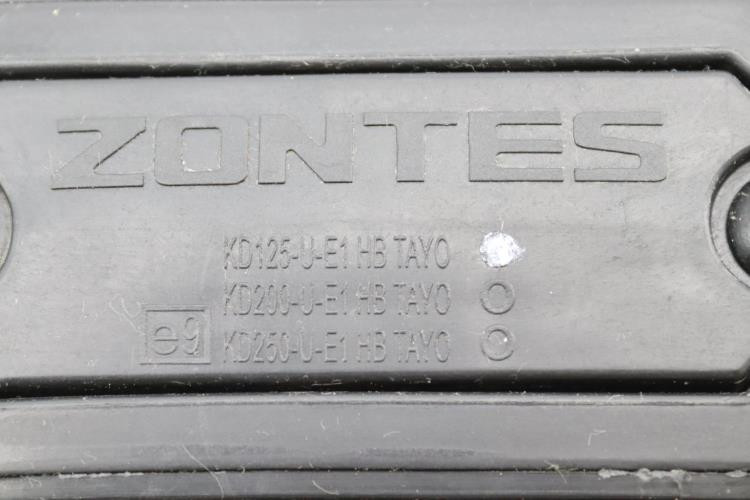 ZONTES
KD125-U-E1 HB TAYO
KD200-U-E1 HB TAYO
e9 KD250-U-E1 HB TAYO